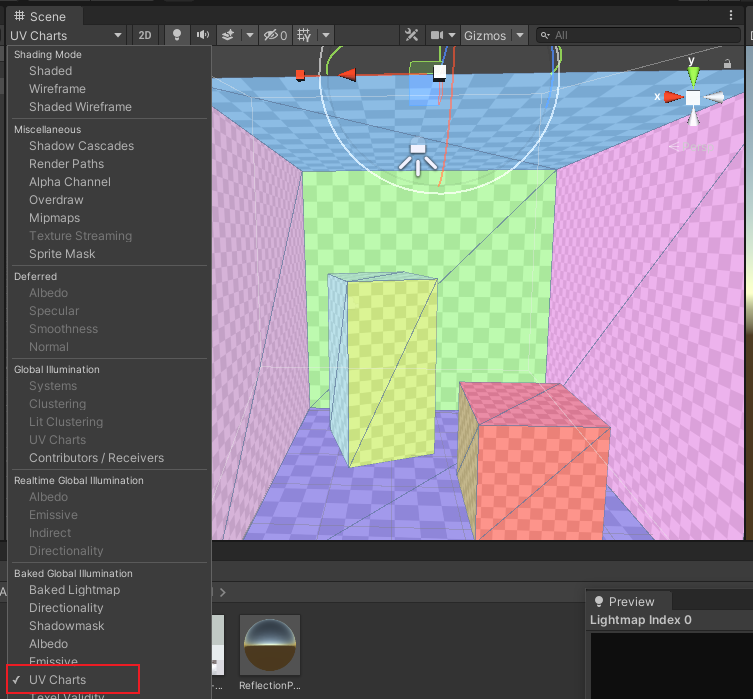 Scene
UV Charts
2D
0
Gizmos
All
Shading Mode
Shaded
Wireframe
Shaded Wireframe
Miscellaneous
Shadow Cascades
Render Paths
Alpha Channel
Overdraw
Mipmaps
Texture Streaming
Sprite Mask
Deferred
Albedo
Specular
Smoothness
Normal
Global Illumination
Systems
Clustering
Lit Clustering
UV Charts
Contributors / Receivers
Realtime Global Illumination
Albedo
Emissive
Indirect
Directionality
Baked Global Illumination
Baked Lightmap
Directionality
Shadowmask
Albedo
Emissive
UV Charts
Texel Validity
y
x
ReflectionP...
Preview
Lightmap Index 0